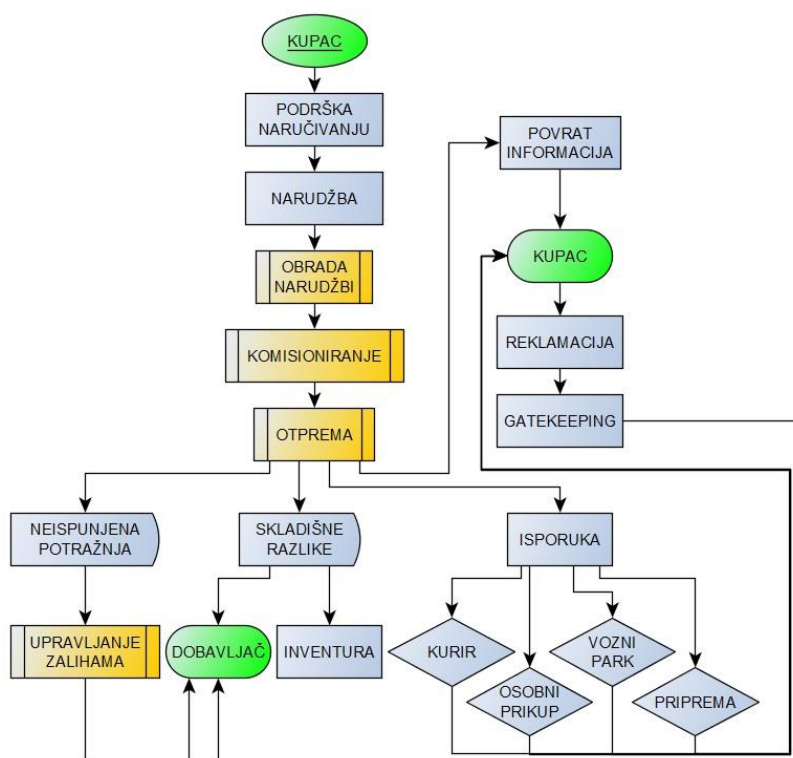 KUPAC
PODRŠKA
NARUČIVANJU
NARUDŽBA
OBRADA
NARUDŽBI
KOMISIONIRANJE
OTPREMA
POVRAT
INFORMACIJA
KUPAC
REKLAMACIJA
GATEKEEPING
NEISPUNJENA
POTRAŽNJA
SKLADIŠNE
RAZLIKE
ISPORUKA
UPRAVLJANJE
ZALIHAMA
DOBAVLJAČ
INVENTURA
KURIR
OSOBNI
PRIKUP
VOZNI
PARK
PRIPREMA